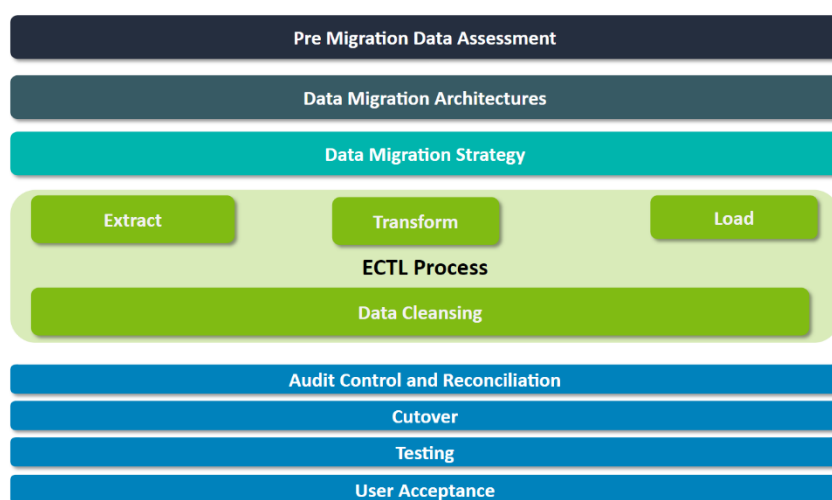 Pre Migration Data Assessment
Data Migration Architectures
Data Migration Strategy
Extract
Transform
Load
ECTL Process
Data Cleansing
Audit Control and Reconciliation
Cutover
Testing
User Acceptance